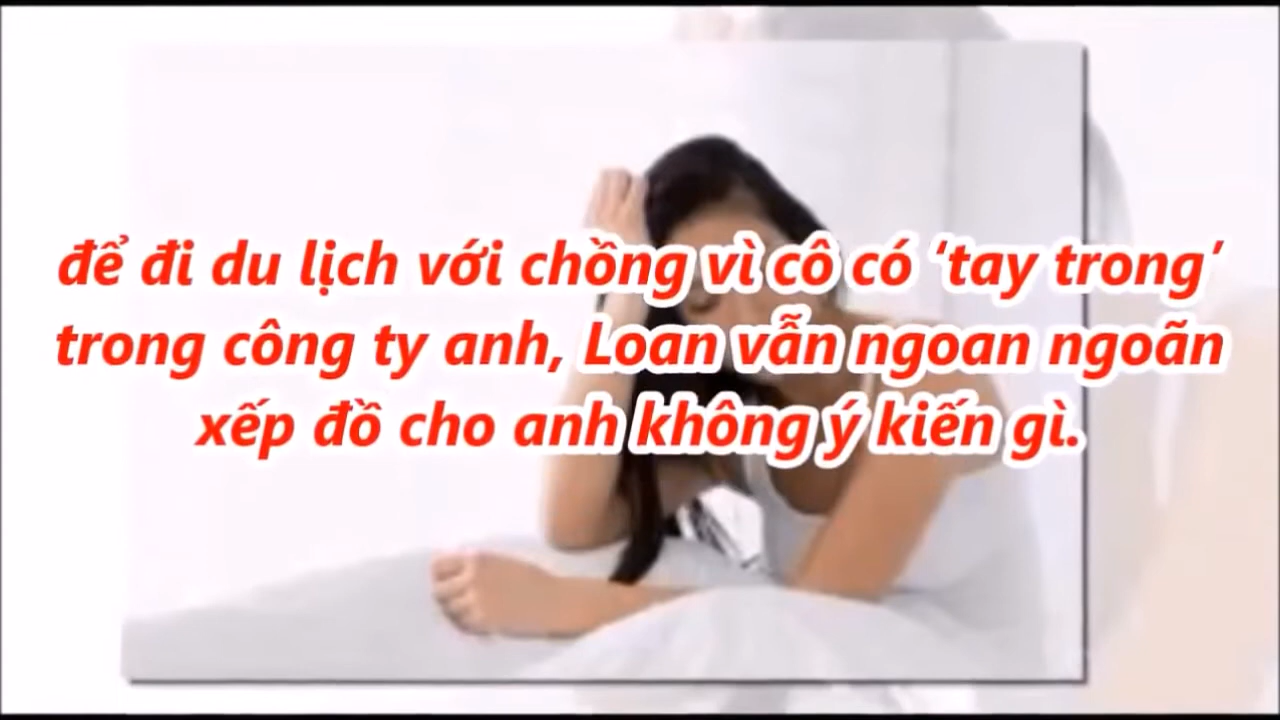 để đi du lịch với chồng vì cô có ‘tay trong’
trong công ty anh, Loan vẫn ngoan ngoãn
xếp đồ cho anh không ý kiến gì.